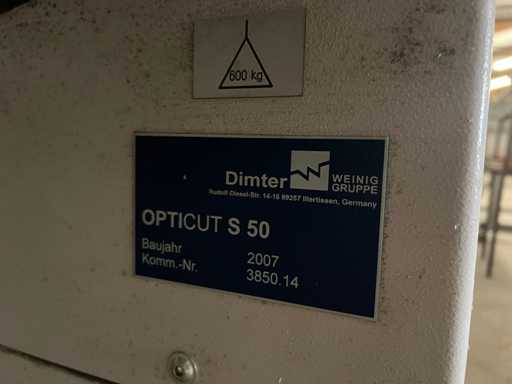 600 kg
Dimter WEINIG GRUPPE
Rudolf-Diesel-Str. 14-16 89257 Illertissen, Germany
OPTICUT S 50
Baujahr 2007
Komm.-Nr. 3850.14